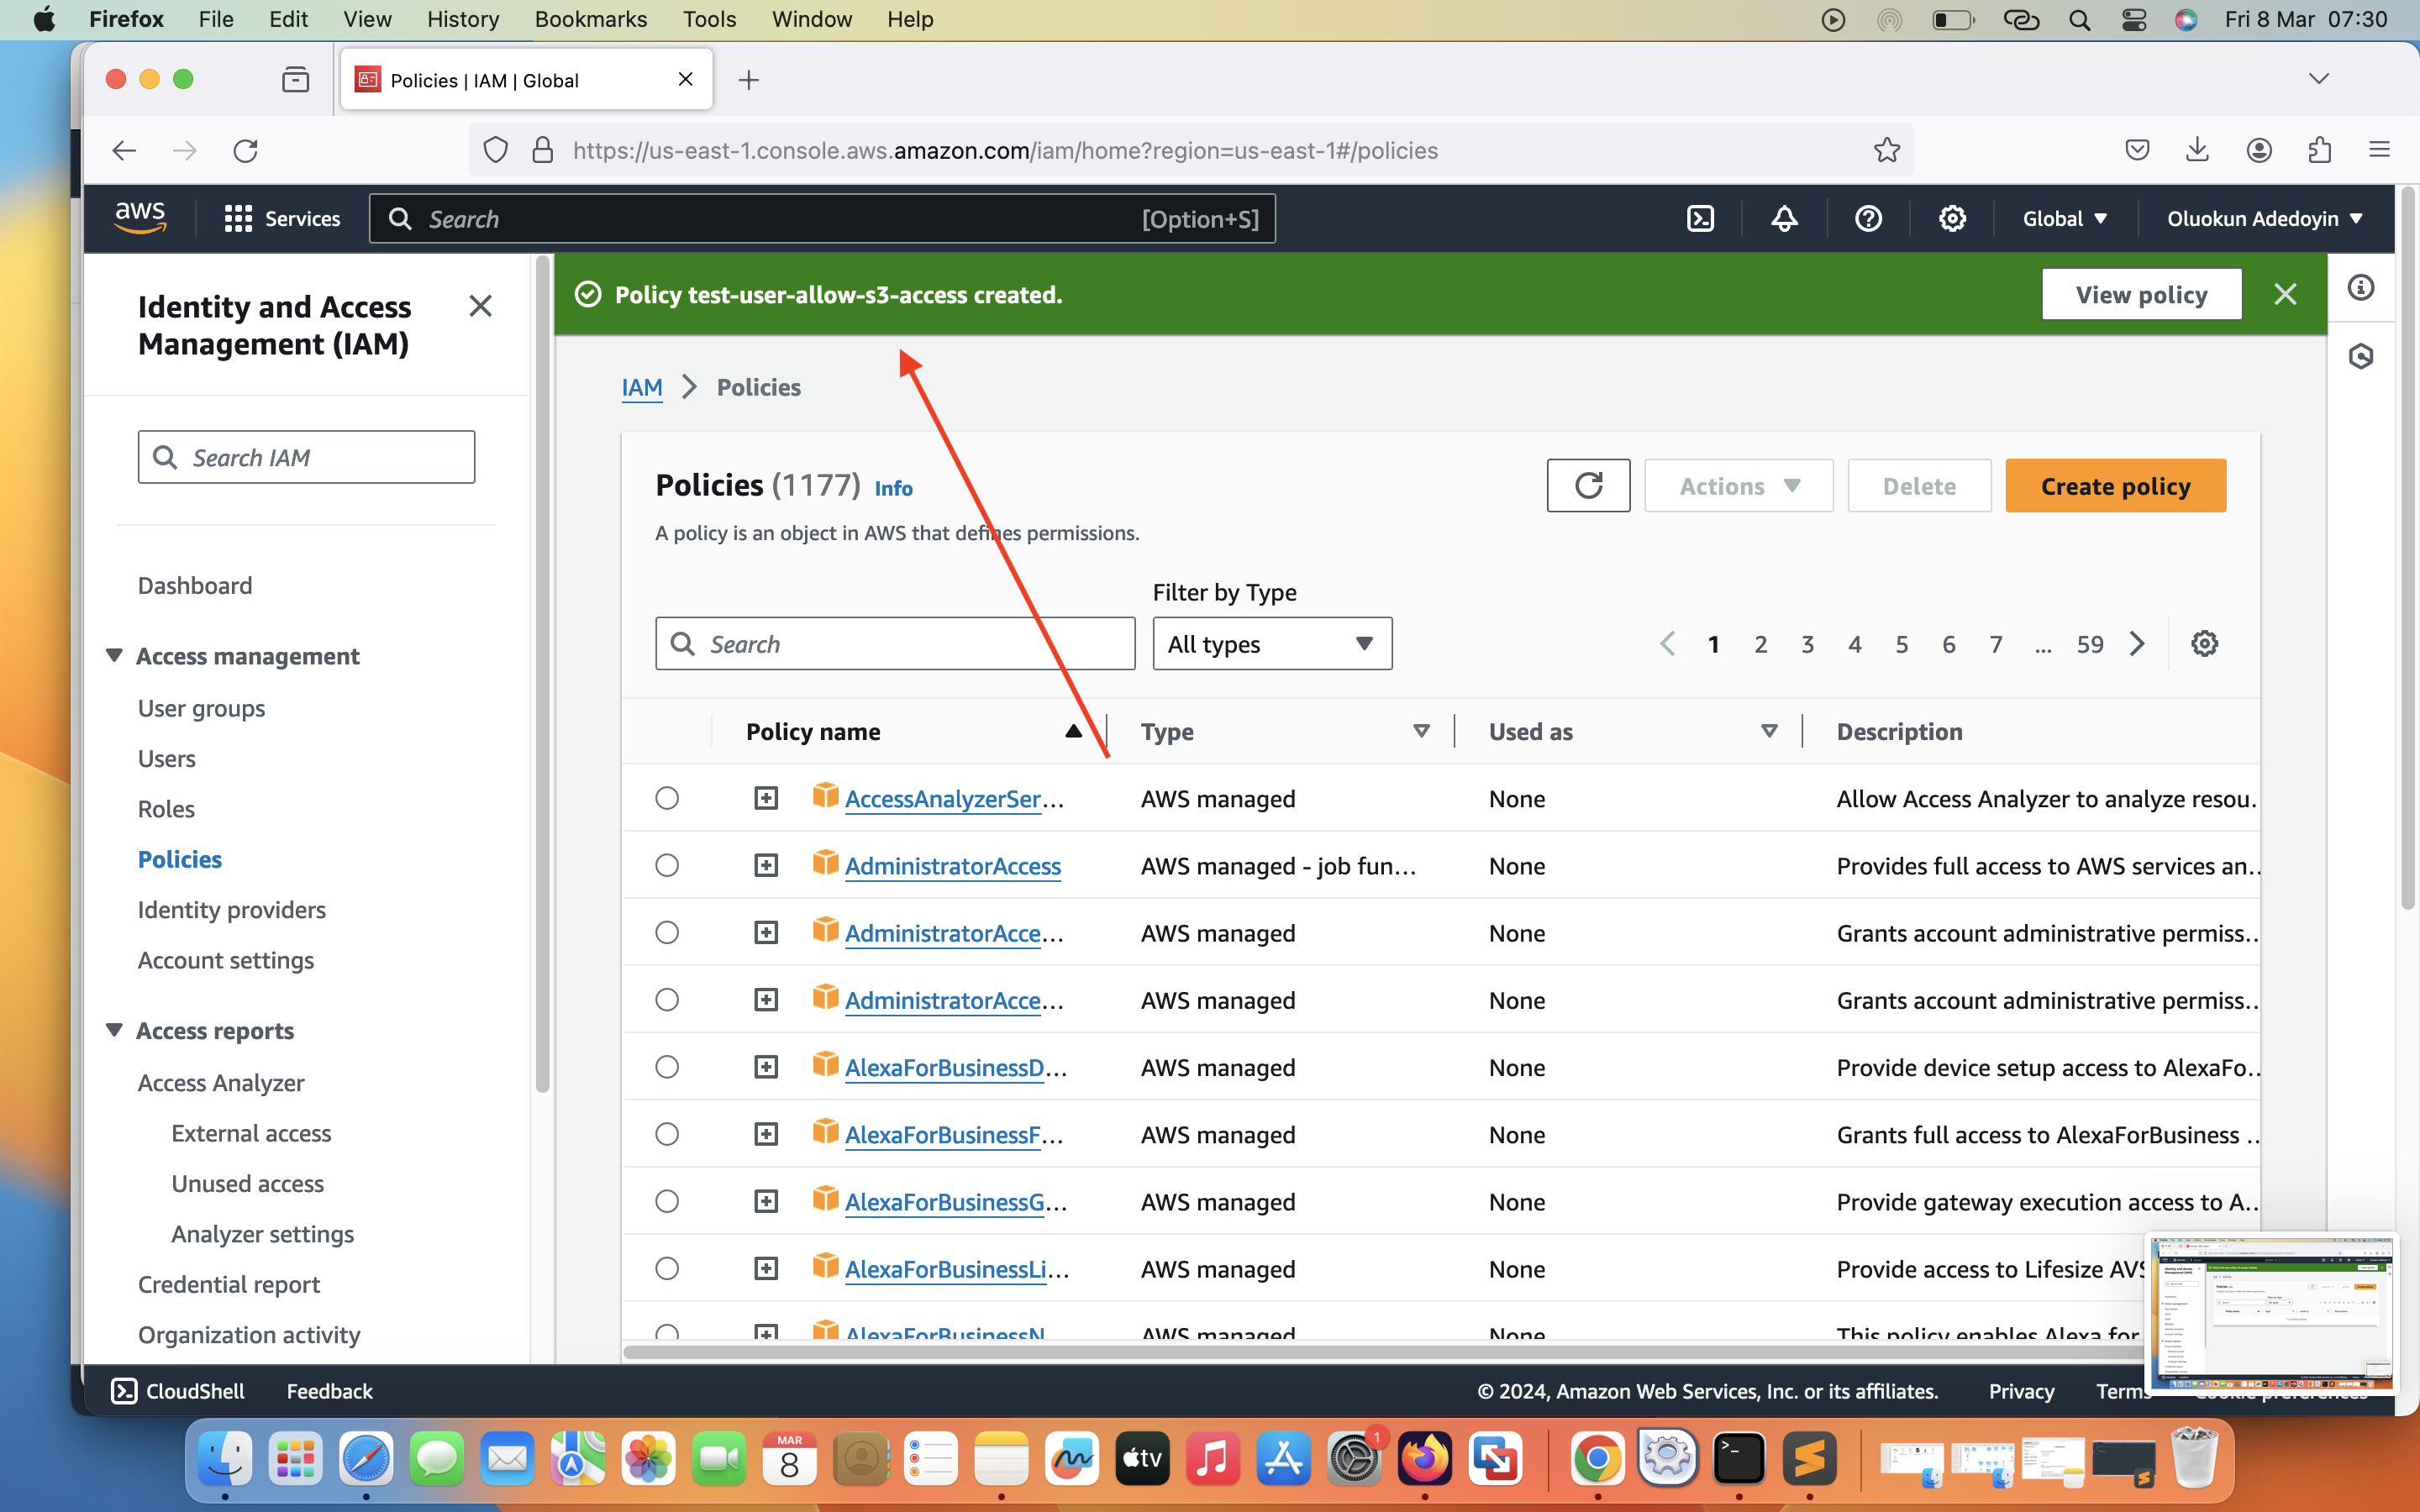 Firefox File Edit View History Bookmarks Tools Window Help Fri 8 Mar 07:30
Policies | IAM | Global
https://us-east-1.console.aws.amazon.com/iam/home?region=us-east-1#/policies
aws Services Search [Option+S] Global Oluokun Adedoyin
Identity and Access
Management (IAM)
Search IAM
Dashboard
Access management
User groups
Users
Roles
Policies
Identity providers
Account settings
Access reports
Access Analyzer
External access
Unused access
Analyzer settings
Credential report
Organization activity
Policy test-user-allow-s3-access created. View policy
IAM Policies
Policies (1177) Info
Actions Delete Create policy
A policy is an object in AWS that defines permissions.
Filter by Type
Search All types 1 2 3 4 5 6 7 ... 59
Policy name Type Used as Description
AccessAnalyzerSer... AWS managed None Allow Access Analyzer to analyze resou..
AdministratorAccess AWS managed - job fun... None Provides full access to AWS services an..
AdministratorAcce... AWS managed None Grants account administrative permiss..
AdministratorAcce... AWS managed None Grants account administrative permiss..
AlexaForBusinessD... AWS managed None Provide device setup access to AlexaFo..
AlexaForBusinessF... AWS managed None Grants full access to AlexaForBusiness ..
AlexaForBusinessG... AWS managed None Provide gateway execution access to A..
AlexaForBusinessLi... AWS managed None Provide access to Lifesize AVS
AlexaForBusinessN AWS managed None This policy enables Alexa for
CloudShell Feedback © 2024, Amazon Web Services, Inc. or its affiliates. Privacy Terms Cookie preferences
MAR
8
tv
1